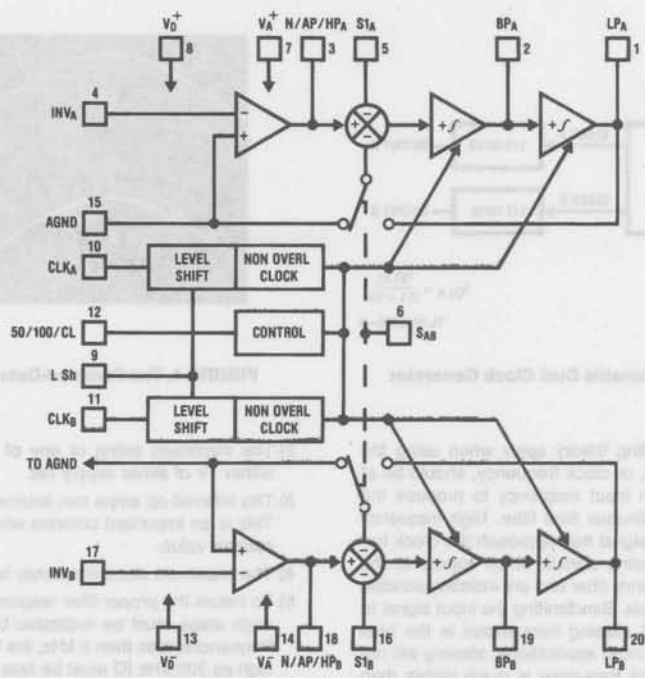 V_D^+ V_A^+ N/AP/HP_A S1_A BP_A LP_A
8 7 3 5 2 1
4
INV_A
- +
+ - - +∫ +∫
15
AGND
10
CLK_A LEVEL SHIFT NON OVERL CLOCK
12
50/100/CL CONTROL
6
S_AB
9
L Sh
11
CLK_B LEVEL SHIFT NON OVERL CLOCK
TO AGND
17
INV_B
+ -
+ - - +∫ +∫
13 14 18 16 19 20
V_D^- V_A^- N/AP/HP_B S1_B BP_B LP_B